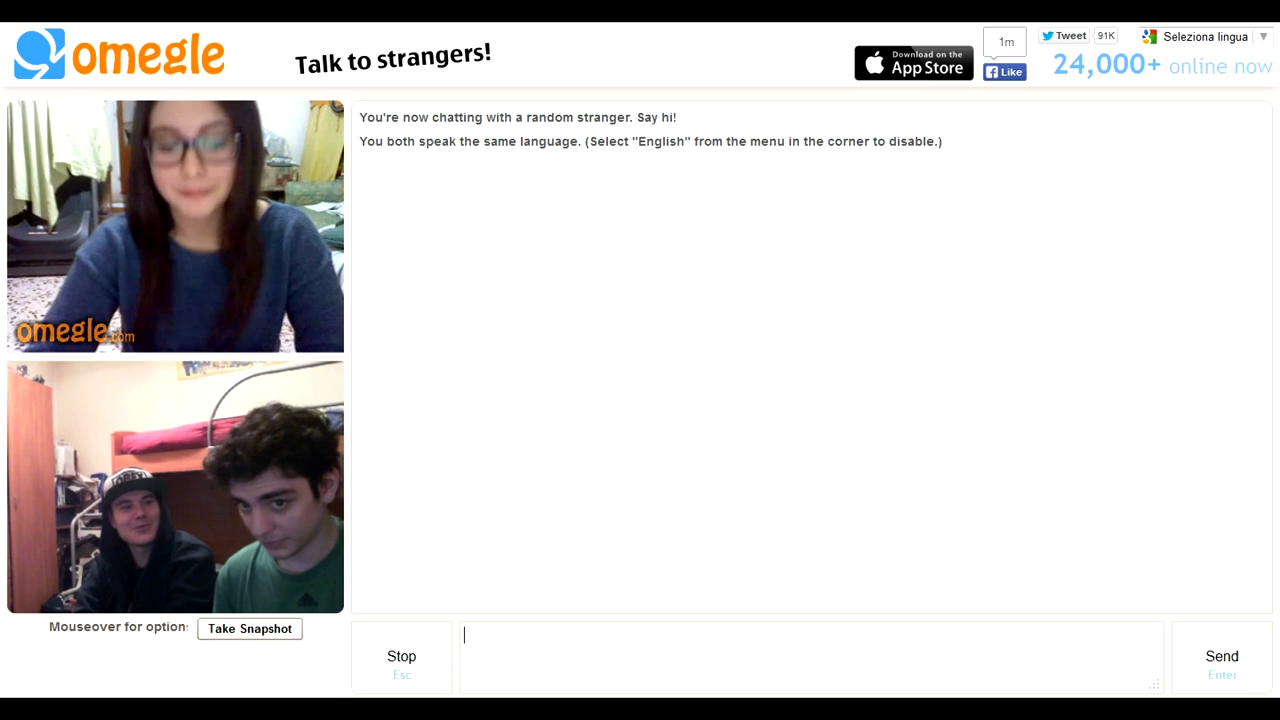 omegle
Talk to strangers!
Download on the
App Store
1m
Like
Tweet
91K
Seleziona lingua
24,000+ online now
You're now chatting with a random stranger. Say hi!
You both speak the same language. (Select "English" from the menu in the corner to disable.)
omegle.com
OBEY
Mouseover for option:
Take Snapshot
Stop
Esc
Send
Enter